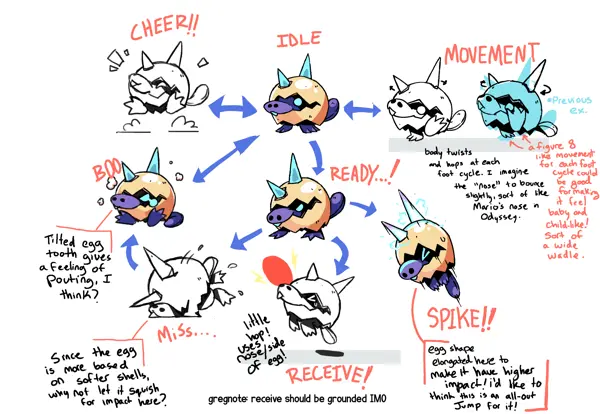 CHEER!!
IDLE
MOVEMENT
*Previous
ex.
body twists
and hops at each
foot cycle. I imagine
the "nose" to bounce
slightly, sort of like
Mario's nose in
Odyssey.
a figure 8
like movement
for each foot
cycle could
be good
for making
it feel
baby and
child-like!
Sort of
a wide
waddle.
BOO
READY...!
Tilted egg
tooth gives
a feeling of
pouting, I
think?
MISS....
Since the egg
is more based
on softer shells,
why not let it squish
for impact here?
little
hop!
uses
nose/side
of egg!
RECEIVE!
gregnote: receive should be grounded IMO
SPIKE!!
egg shape
elongated here to
make it have higher
impact! i'd like to
think this is an all-out
Jump for it!